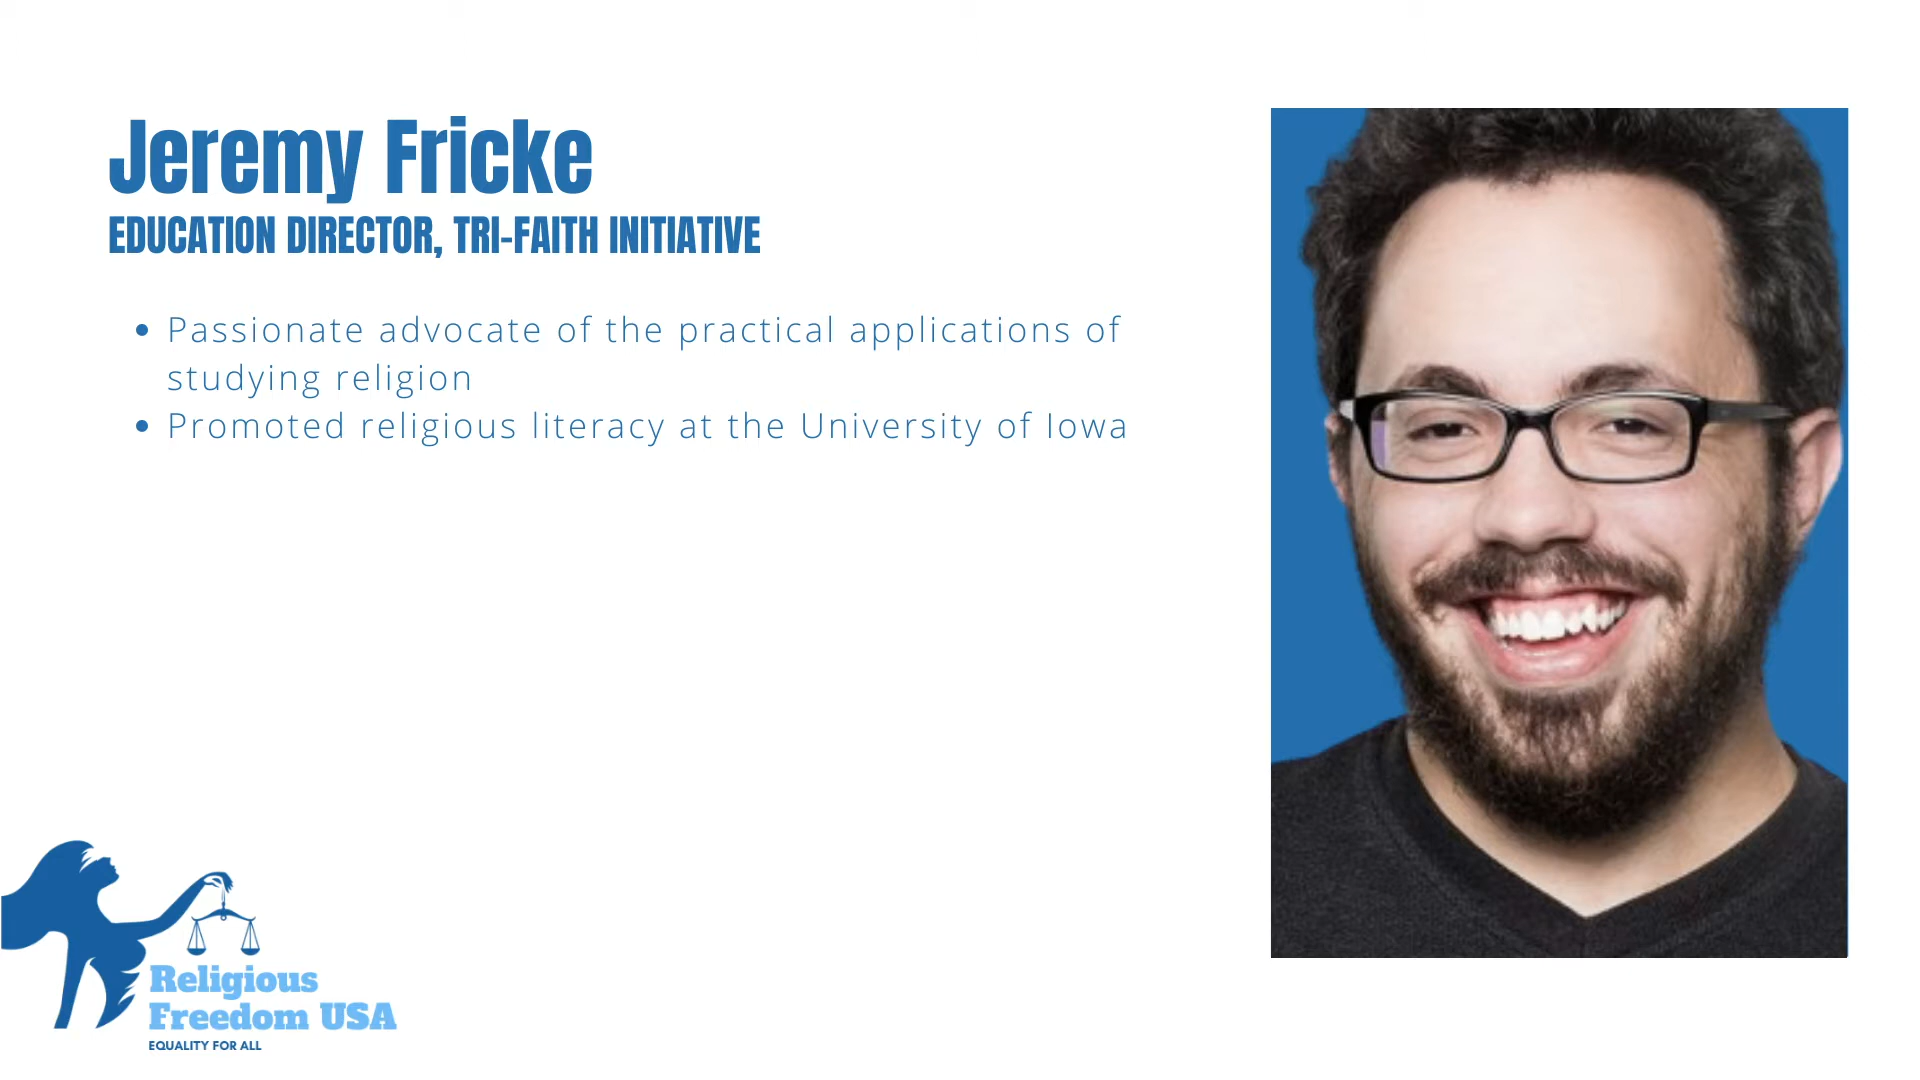 Jeremy Fricke
EDUCATION DIRECTOR, TRI-FAITH INITIATIVE
• Passionate advocate of the practical applications of
studying religion
• Promoted religious literacy at the University of Iowa
Religious
Freedom USA
EQUALITY FOR ALL